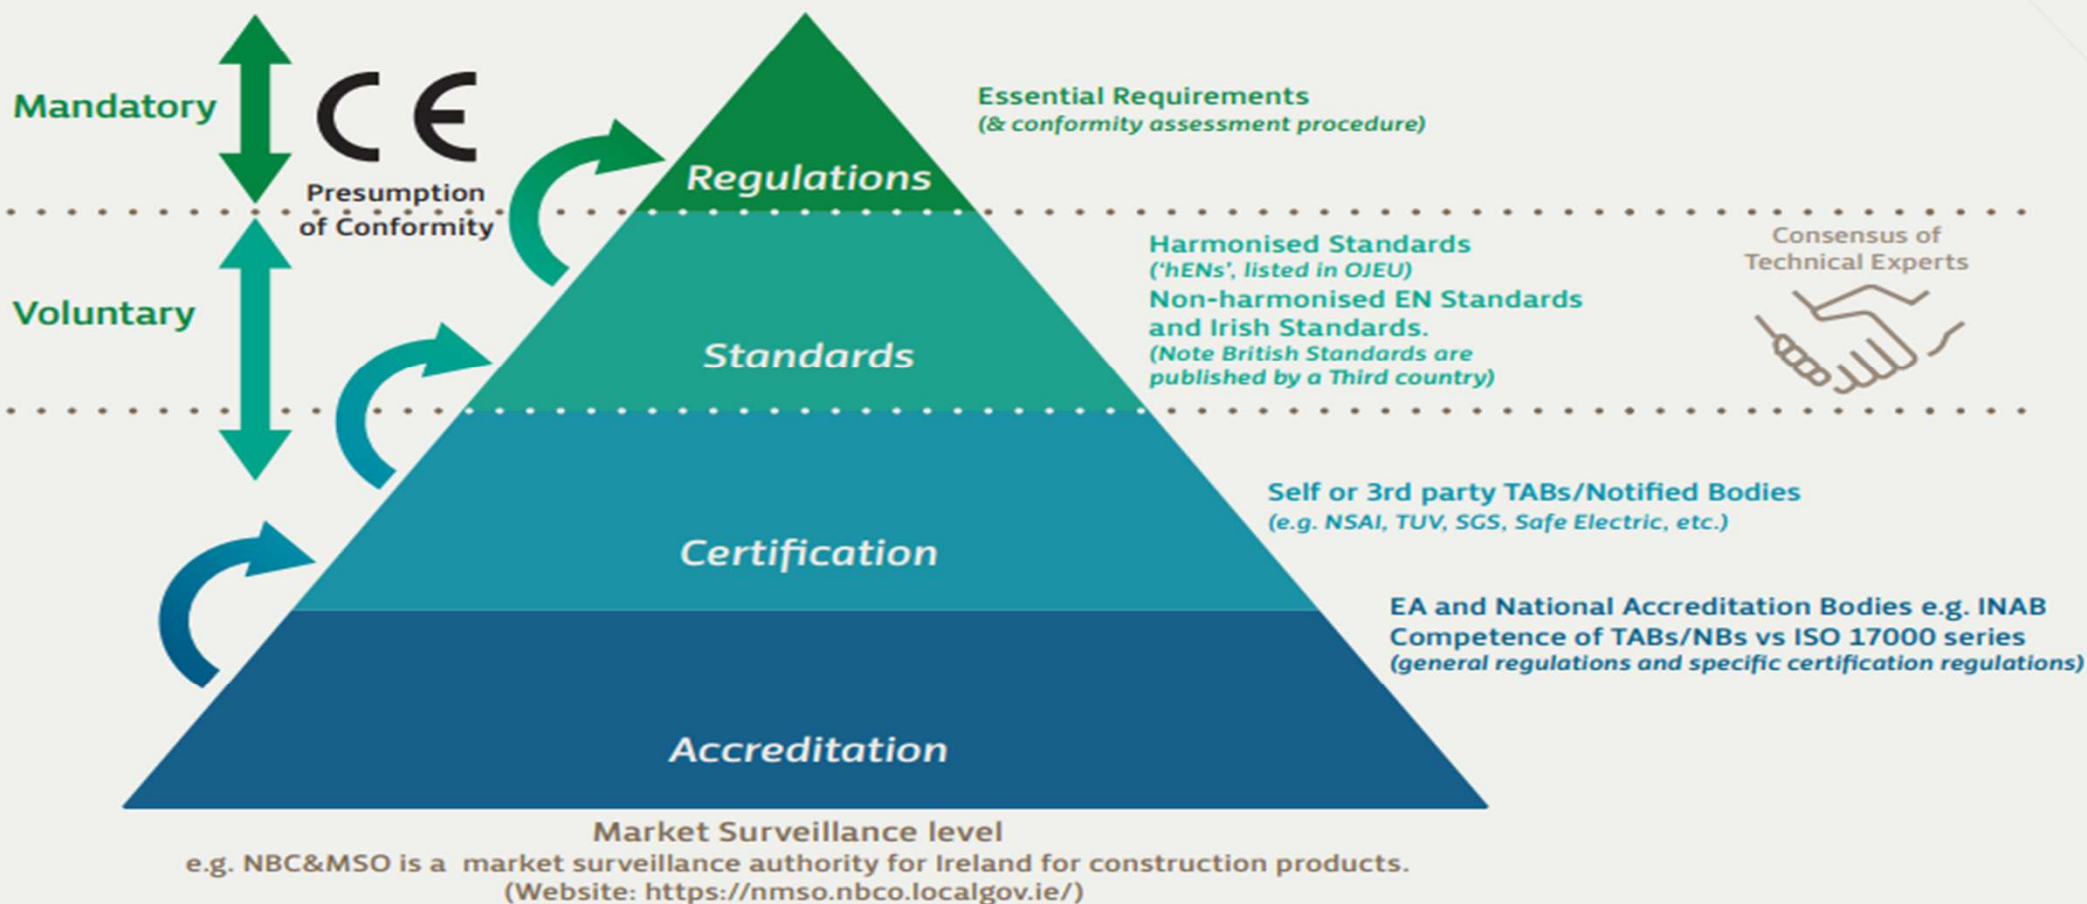 Mandatory
CE
Presumption
of Conformity
Regulations
Essential Requirements
(& conformity assessment procedure)
Voluntary
Standards
Harmonised Standards
(‘hENs’, listed in OJEU)
Non-harmonised EN Standards
and Irish Standards.
(Note British Standards are
published by a Third country)
Consensus of
Technical Experts
Certification
Self or 3rd party TABs/Notified Bodies
(e.g. NSAI, TUV, SGS, Safe Electric, etc.)
Accreditation
EA and National Accreditation Bodies e.g. INAB
Competence of TABs/NBs vs ISO 17000 series
(general regulations and specific certification regulations)
Market Surveillance level
e.g. NBC&MSO is a market surveillance authority for Ireland for construction products.
(Website: https://nmso.nbco.localgov.ie/)